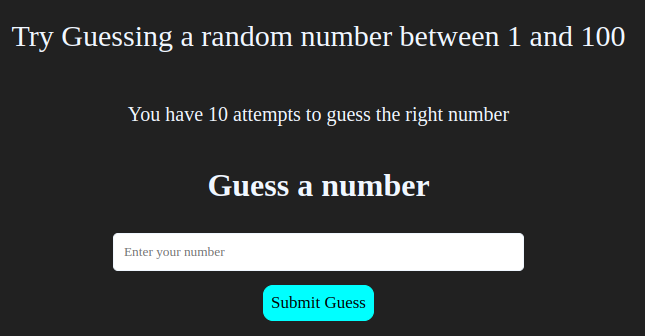 Try Guessing a random number between 1 and 100
You have 10 attempts to guess the right number
Guess a number
Enter your number
Submit Guess